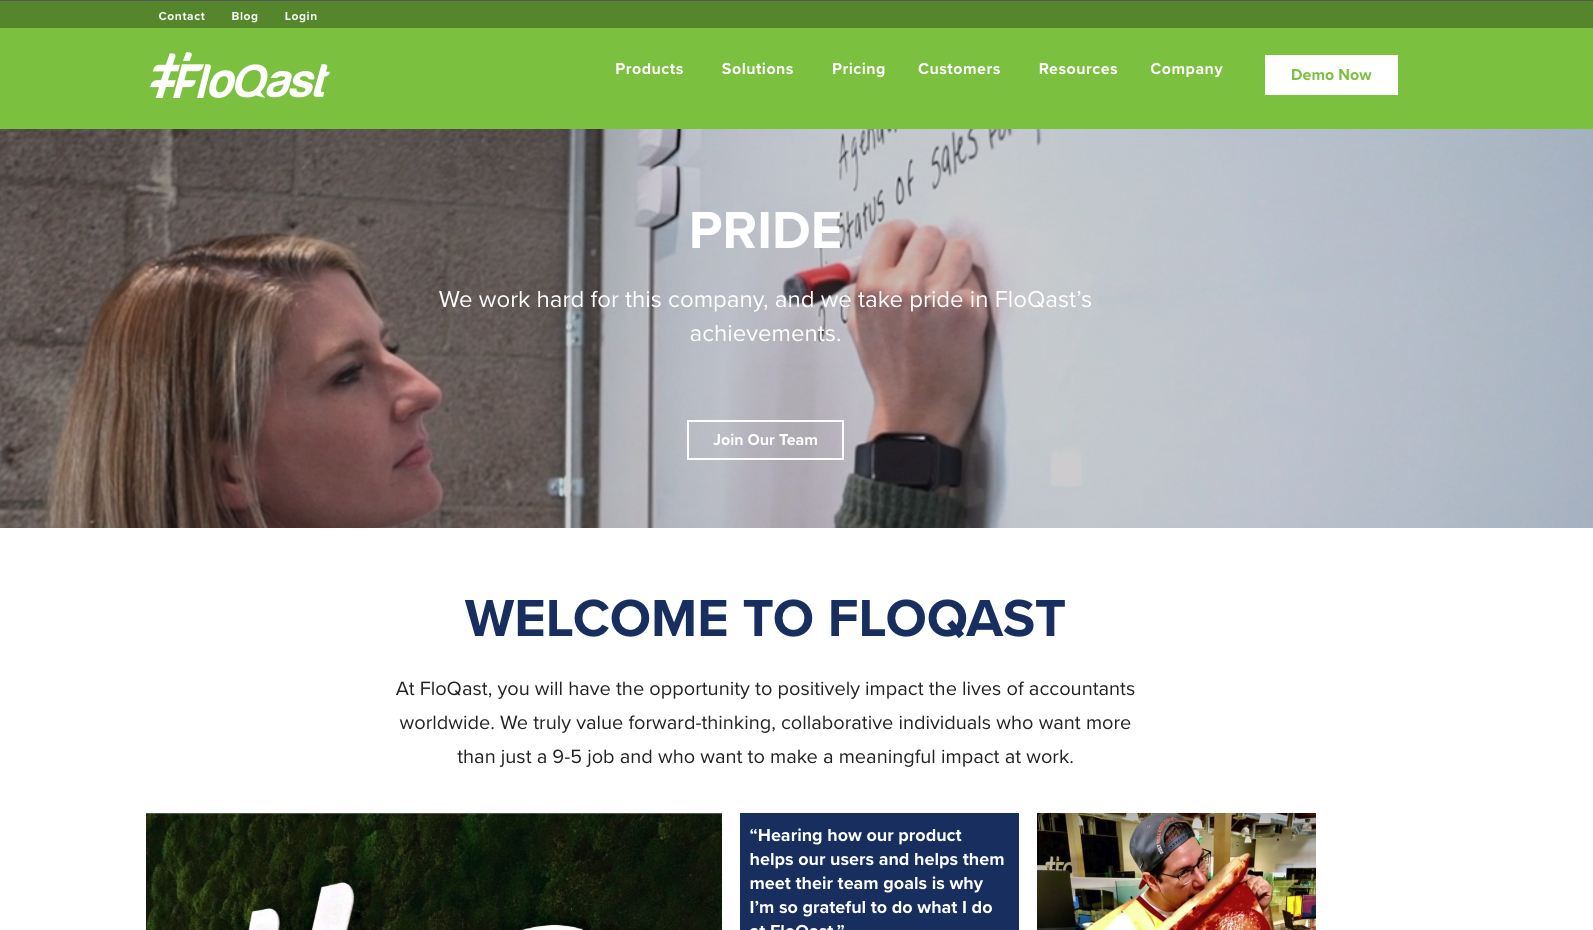 Contact Blog Login
#FloQast
Products Solutions Pricing Customers Resources Company Demo Now
Agend
Status of sales for
PRIDE
We work hard for this company, and we take pride in FloQast’s
achievements.
Join Our Team
WELCOME TO FLOQAST
At FloQast, you will have the opportunity to positively impact the lives of accountants
worldwide. We truly value forward-thinking, collaborative individuals who want more
than just a 9-5 job and who want to make a meaningful impact at work.
“Hearing how our product
helps our users and helps them
meet their team goals is why
I’m so grateful to do what I do
at FloQast.”